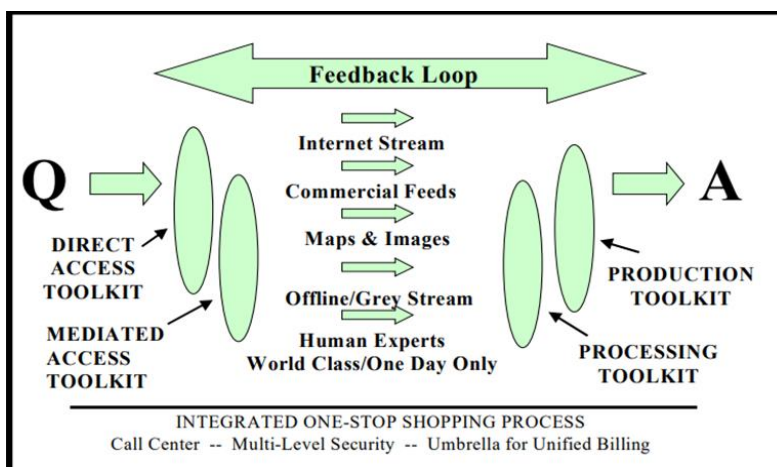 Feedback Loop
Q
A
Internet Stream
Commercial Feeds
Maps & Images
Offline/Grey Stream
Human Experts
World Class/One Day Only
DIRECT
ACCESS
TOOLKIT
MEDIATED
ACCESS
TOOLKIT
PRODUCTION
TOOLKIT
PROCESSING
TOOLKIT
INTEGRATED ONE-STOP SHOPPING PROCESS
Call Center -- Multi-Level Security -- Umbrella for Unified Billing